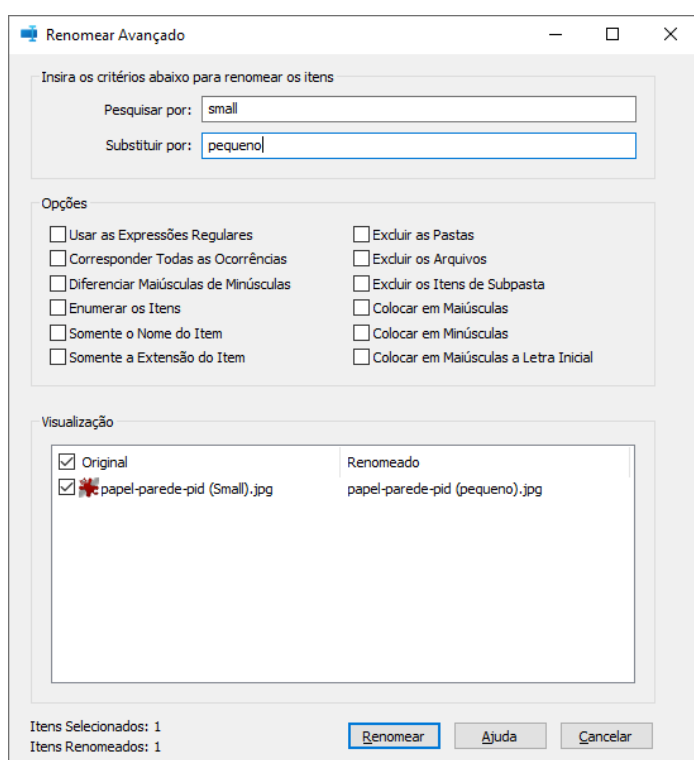 Renomear Avançado
Insira os critérios abaixo para renomear os itens
Pesquisar por: small
Substituir por: pequeno
Opções
Usar as Expressões Regulares
Corresponder Todas as Ocorrências
Diferenciar Maiúsculas de Minúsculas
Enumerar os Itens
Somente o Nome do Item
Somente a Extensão do Item
Excluir as Pastas
Excluir os Arquivos
Excluir os Itens de Subpasta
Colocar em Maiúsculas
Colocar em Minúsculas
Colocar em Maiúsculas a Letra Inicial
Visualização
Original Renomeado
papel-parede-pid (Small).jpg papel-parede-pid (pequeno).jpg
Itens Selecionados: 1
Itens Renomeados: 1
Renomear Ajuda Cancelar